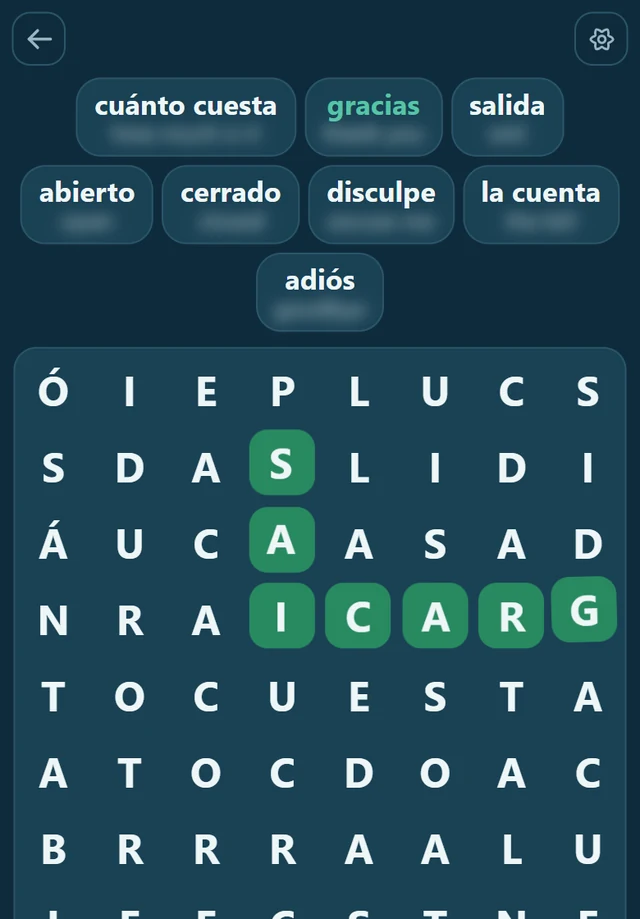 cuánto cuesta gracias salida
abierto cerrado disculpe la cuenta
adiós
Ó I E P L U C S
S D A S L I D I
Á U C A A S A D
N R A I C A R G
T O C U E S T A
A T O C D O A C
B R R R A A L U